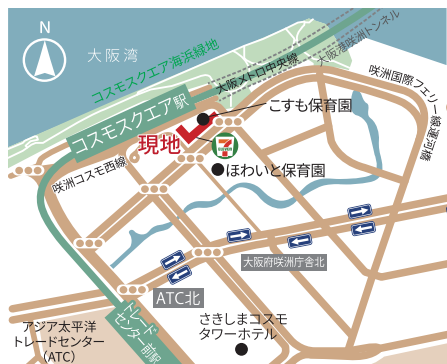 N
大阪湾
コスモスクエア海浜緑地
大阪メトロ中央線
大阪港咲洲トンネル
咲洲国際フェリー線運河橋
コスモスクエア駅
こすも保育園
現地
7
ELEVEN
ほわいと保育園
咲洲コスモ西線
大阪府咲洲庁舎北
ATC北
トレード
センター前駅
さきしまコスモ
タワーホテル
アジア太平洋
トレードセンター
(ATC)